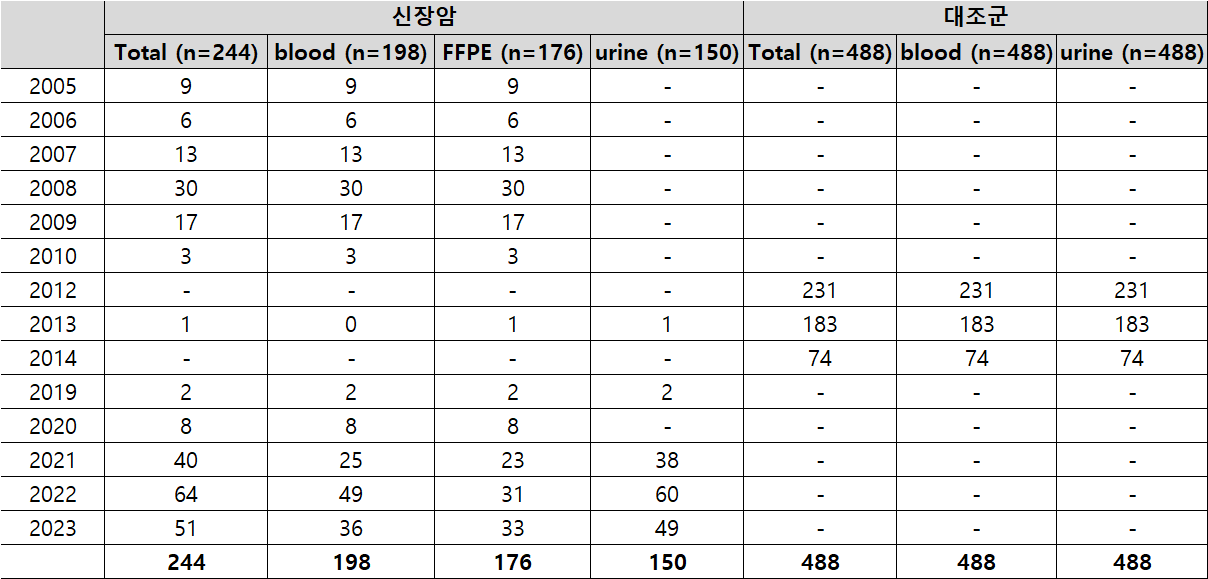 신장암 대조군
Total (n=244) blood (n=198) FFPE (n=176) urine (n=150) Total (n=488) blood (n=488) urine (n=488)
2005 9 9 9 - - - -
2006 6 6 6 - - - -
2007 13 13 13 - - - -
2008 30 30 30 - - - -
2009 17 17 17 - - - -
2010 3 3 3 - - - -
2012 - - - - 231 231 231
2013 1 0 1 1 183 183 183
2014 - - - - 74 74 74
2019 2 2 2 2 - - -
2020 8 8 8 - - - -
2021 40 25 23 38 - - -
2022 64 49 31 60 - - -
2023 51 36 33 49 - - -
244 198 176 150 488 488 488